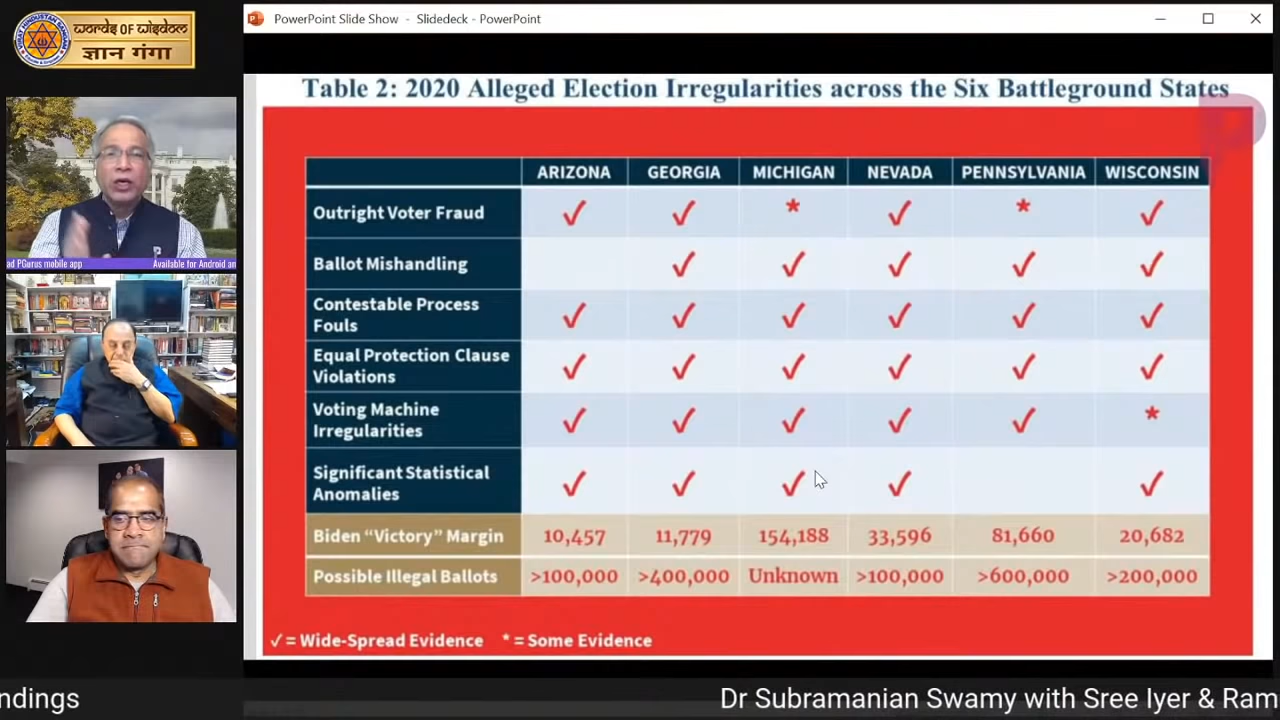 PowerPoint Slide Show - Slidedeck - PowerPoint
WORDS OF WISDOM
ज्ञान गंगा
Table 2: 2020 Alleged Election Irregularities across the Six Battleground States
ARIZONA GEORGIA MICHIGAN NEVADA PENNSYLVANIA WISCONSIN
Outright Voter Fraud ✓ ✓ * ✓ * ✓
Ballot Mishandling ✓ ✓ ✓ ✓ ✓
Contestable Process
Fouls ✓ ✓ ✓ ✓ ✓ ✓
Equal Protection Clause
Violations ✓ ✓ ✓ ✓ ✓ ✓
Voting Machine
Irregularities ✓ ✓ ✓ ✓ ✓ *
Significant Statistical
Anomalies ✓ ✓ ✓ ✓ ✓
Biden “Victory” Margin 10,457 11,779 154,188 33,596 81,660 20,682
Possible Illegal Ballots >100,000 >400,000 Unknown >100,000 >600,000 >200,000
✓ = Wide-Spread Evidence * = Some Evidence
ad PGurus mobile app Available for Android an
ndings Dr Subramanian Swamy with Sree Iyer & Ram